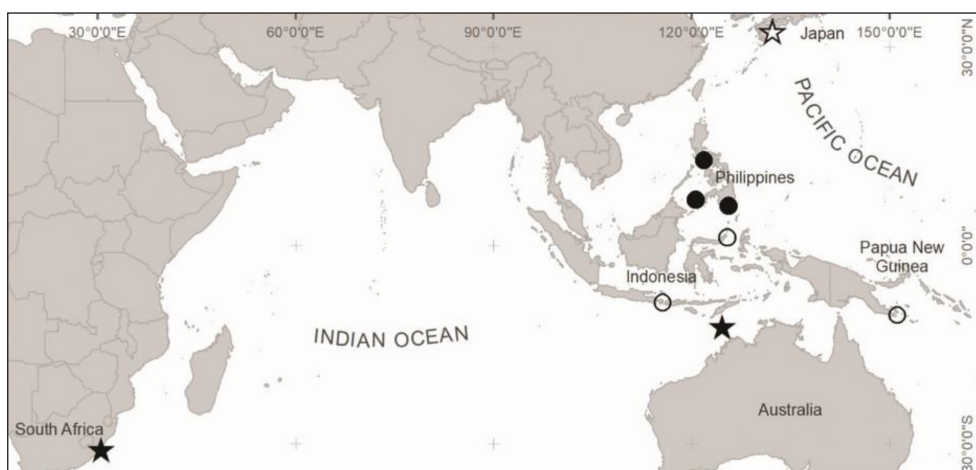 30°0'0"E 60°0'0"E 90°0'0"E 120°0'0"E 150°0'0"E
30°0'0"N
Japan
PACIFIC OCEAN
Philippines
0°0'0"
Papua New
Guinea
Indonesia
INDIAN OCEAN
Australia
South Africa
30°0'0"S